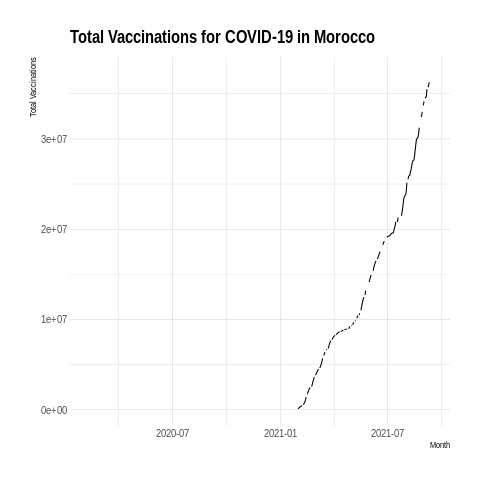 Total Vaccinations for COVID-19 in Morocco
Total Vaccinations
3e+07
2e+07
1e+07
0e+00
2020-07
2021-01
2021-07
Month